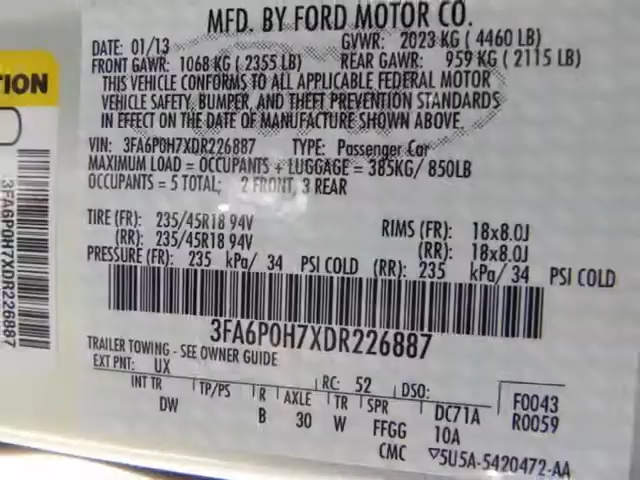 MFD. BY FORD MOTOR CO.
DATE: 01/13 GVWR: 2023 KG ( 4460 LB)
FRONT GAWR: 1068 KG ( 2355 LB) REAR GAWR: 959 KG ( 2115 LB)
THIS VEHICLE CONFORMS TO ALL APPLICABLE FEDERAL MOTOR
VEHICLE SAFETY, BUMPER, AND THEFT PREVENTION STANDARDS
IN EFFECT ON THE DATE OF MANUFACTURE SHOWN ABOVE.
VIN: 3FA6P0H7XDR226887 TYPE: Passenger Car
MAXIMUM LOAD = OCCUPANTS + LUGGAGE = 385KG/ 850LB
OCCUPANTS = 5 TOTAL; 2 FRONT, 3 REAR
TIRE (FR): 235/45R18 94V RIMS (FR): 18x8.0J
(RR): 235/45R18 94V (RR): 18x8.0J
PRESSURE (FR): 235 kPa/ 34 PSI COLD (RR): 235 kPa/ 34 PSI COLD
3FA6P0H7XDR226887
TRAILER TOWING - SEE OWNER GUIDE
EXT PNT: UX RC: 52 DSO: F0043
INT TR TP/PS R AXLE TR SPR DC71A R0059
DW B 30 W FFGG 10A
CMC ▽5U5A-5420472-AA
TION
3FA6P0H7XDR226887